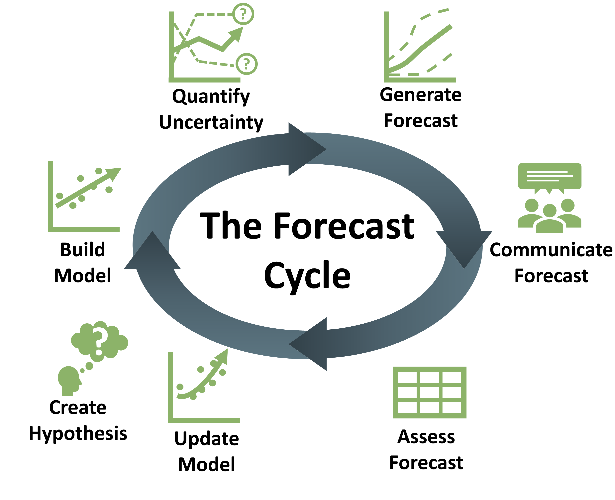 ?
?
Quantify
Uncertainty
Generate
Forecast
Build
Model
The Forecast
Cycle
Communicate
Forecast
?
Create
Hypothesis
Update
Model
Assess
Forecast